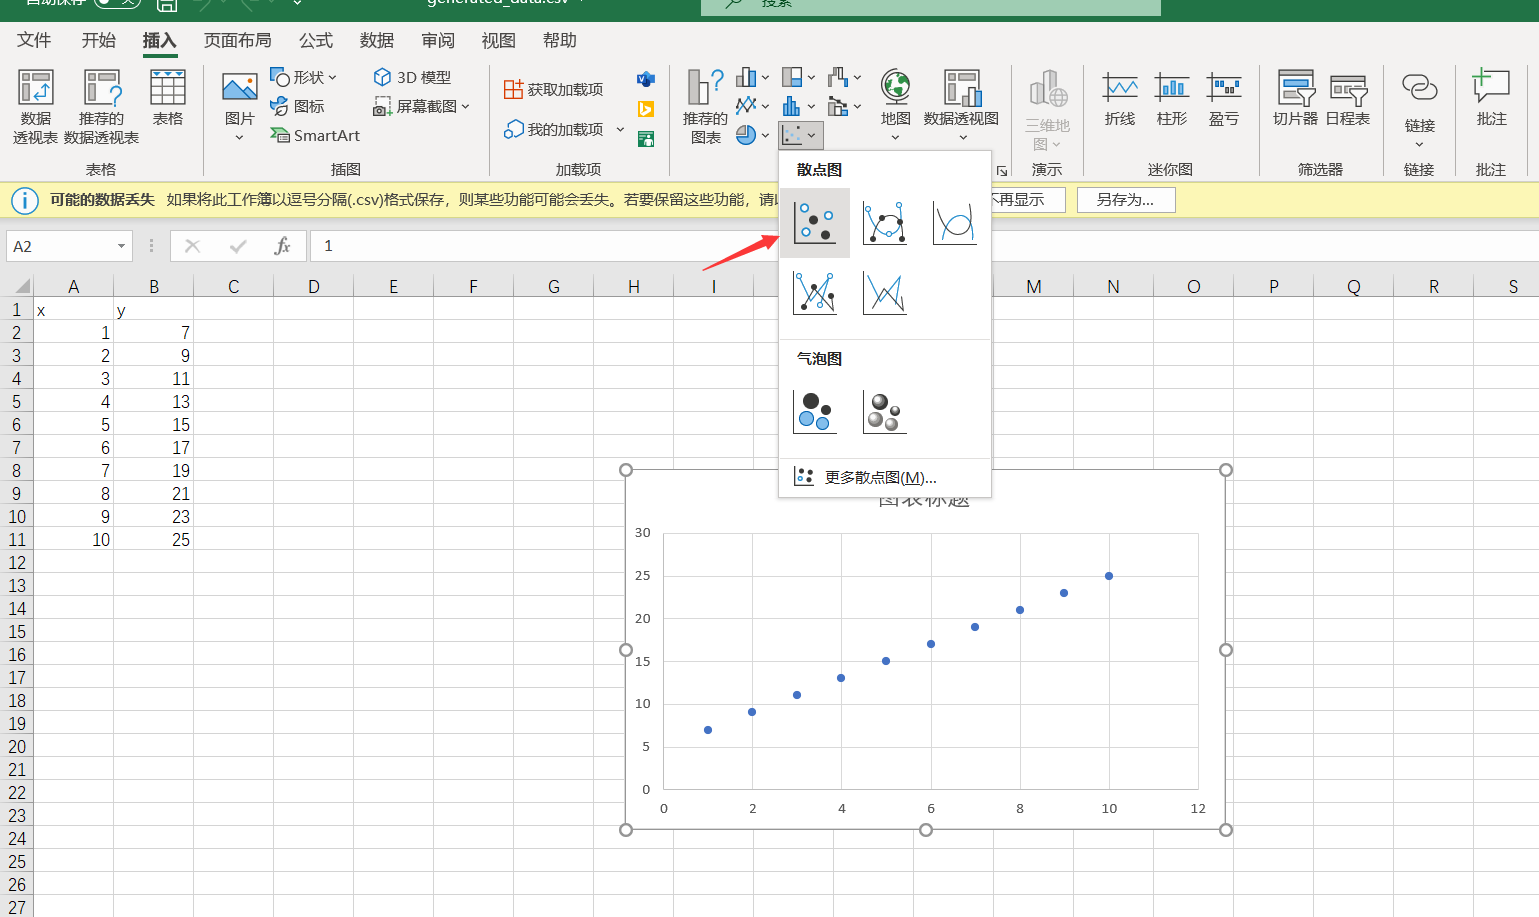 自动保存
generated_data.csv
搜索
文件 开始 插入 页面布局 公式 数据 审阅 视图 帮助
数据
透视表
推荐的
数据透视表
表格
表格
图片
形状
图标
SmartArt
3D 模型
屏幕截图
插图
获取加载项
我的加载项
加载项
推荐的
图表
地图
数据透视图
三维地
图
演示
折线
柱形
盈亏
迷你图
切片器
日程表
筛选器
链接
链接
批注
批注
可能的数据丢失 如果将此工作簿以逗号分隔(.csv)格式保存，则某些功能可能会丢失。若要保留这些功能，请以
不再显示
另存为...
A2
fx
1
散点图
气泡图
更多散点图(M)...
A B C D E F G H I M N O P Q R S
1 x y
2 1 7
3 2 9
4 3 11
5 4 13
6 5 15
7 6 17
8 7 19
9 8 21
10 9 23
11 10 25
12
13
14
15
16
17
18
19
20
21
22
23
24
25
26
27
图表标题
30
25
20
15
10
5
0
0 2 4 6 8 10 12